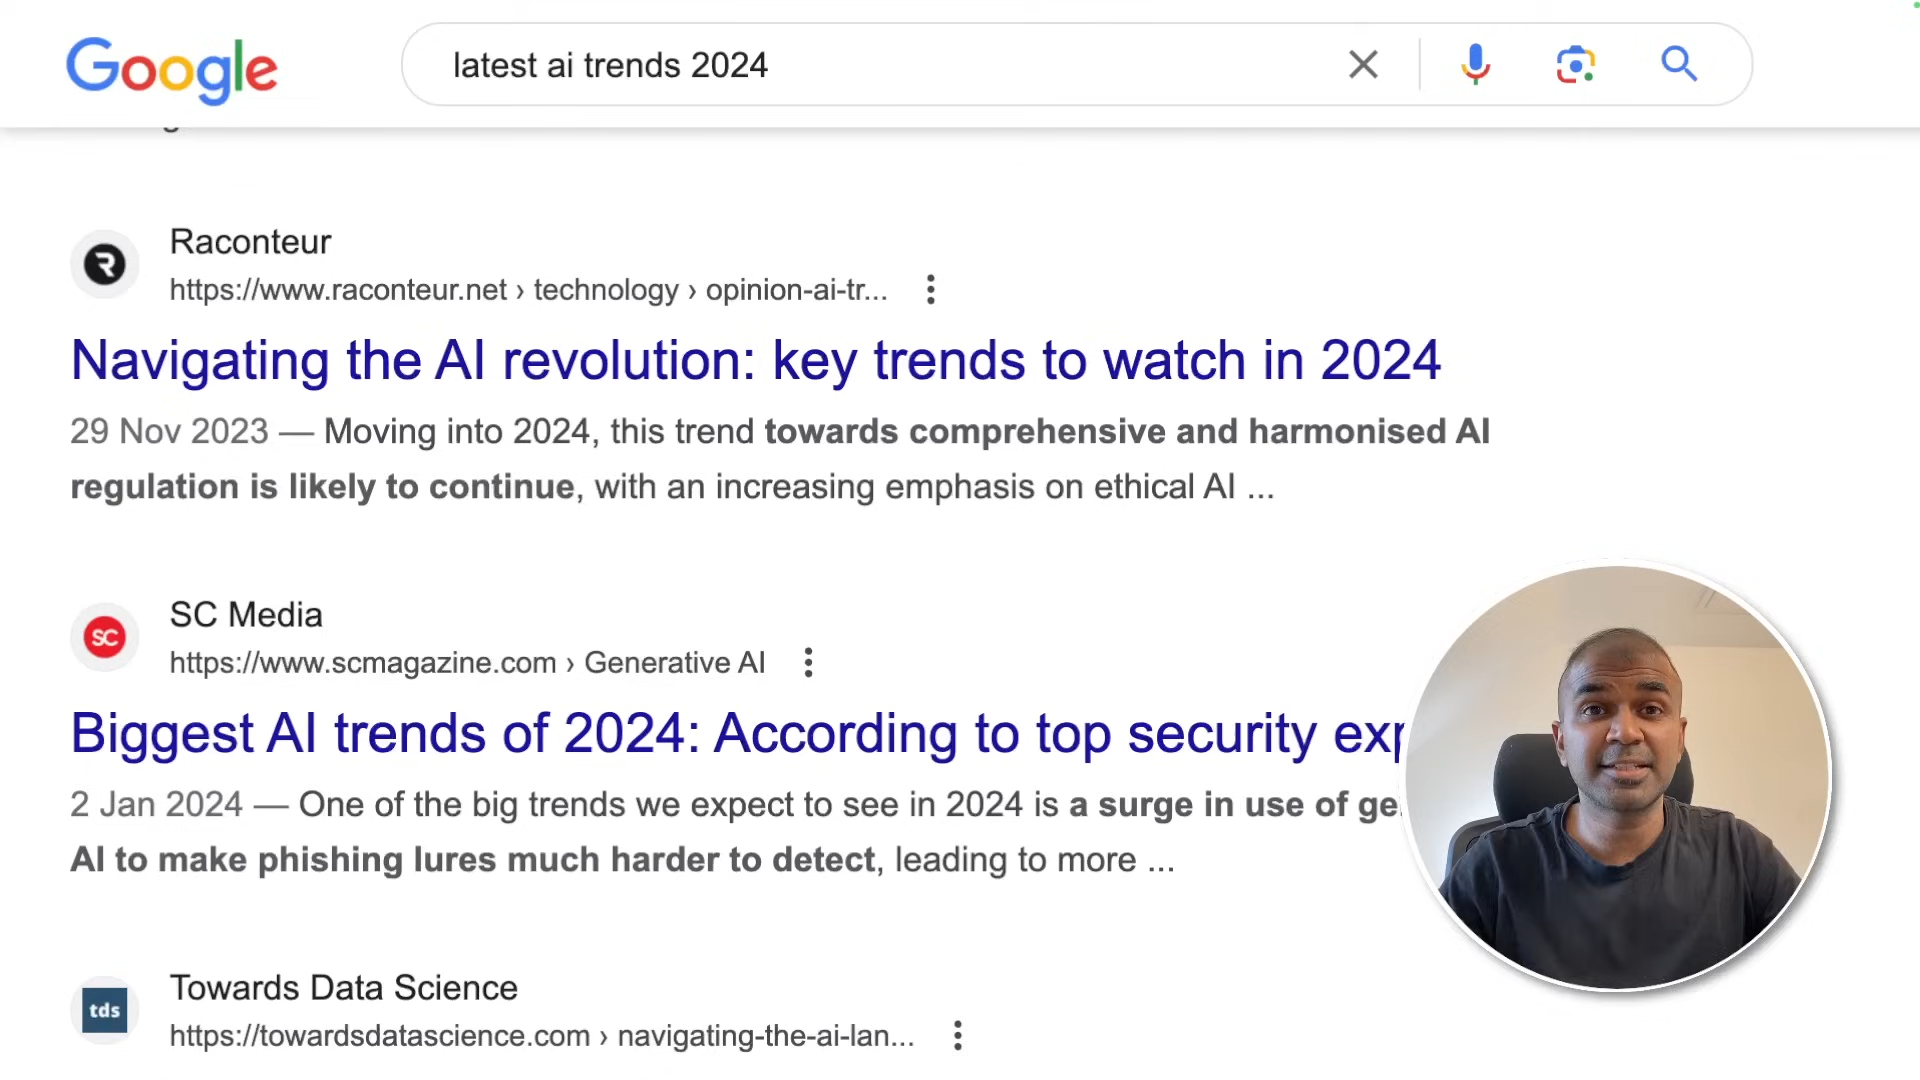 Google
latest ai trends 2024
Raconteur
https://www.raconteur.net › technology › opinion-ai-tr...
Navigating the AI revolution: key trends to watch in 2024
29 Nov 2023 — Moving into 2024, this trend towards comprehensive and harmonised AI
regulation is likely to continue, with an increasing emphasis on ethical AI ...
SC
SC Media
https://www.scmagazine.com › Generative AI
Biggest AI trends of 2024: According to top security
2 Jan 2024 — One of the big trends we expect to see in 2024 is a surge in use of
AI to make phishing lures much harder to detect, leading to more ...
tds
Towards Data Science
https://towardsdatascience.com › navigating-the-ai-lan...